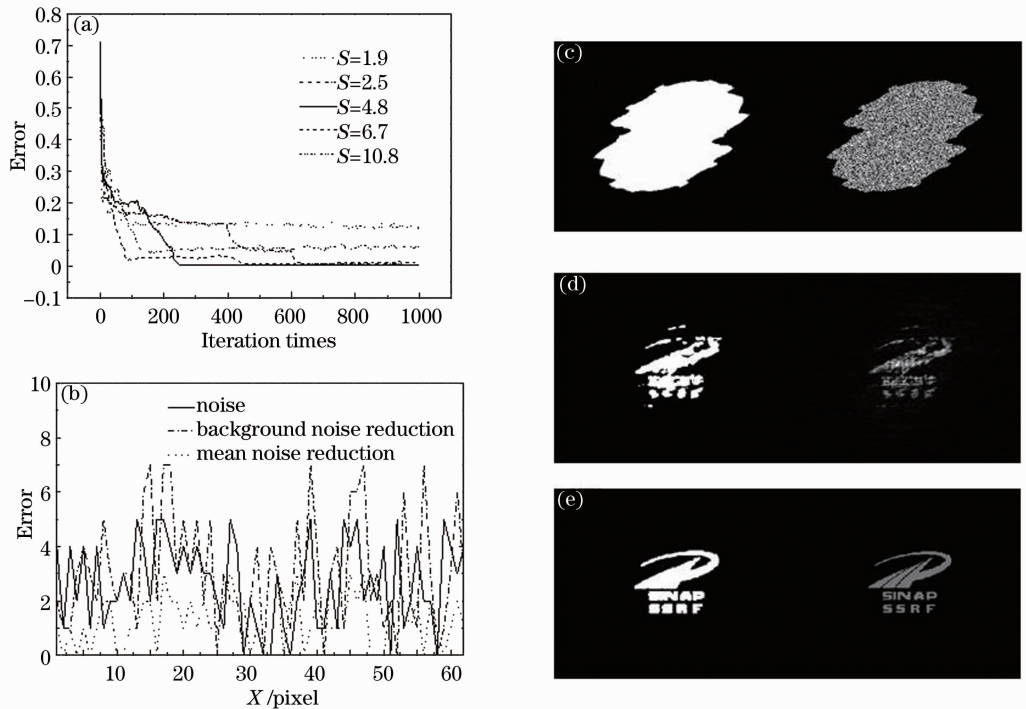 (a)
0.8
0.7
0.6
0.5
0.4
0.3
0.2
0.1
0
−0.1
Error
S=1.9
S=2.5
S=4.8
S=6.7
S=10.8
0 200 400 600 800 1000
Iteration times
(b)
10
8
6
4
2
0
Error
noise
background noise reduction
mean noise reduction
10 20 30 40 50 60
X /pixel
(c)
(d)
(e)
SINAP
SSRF
SINAP
SSRF